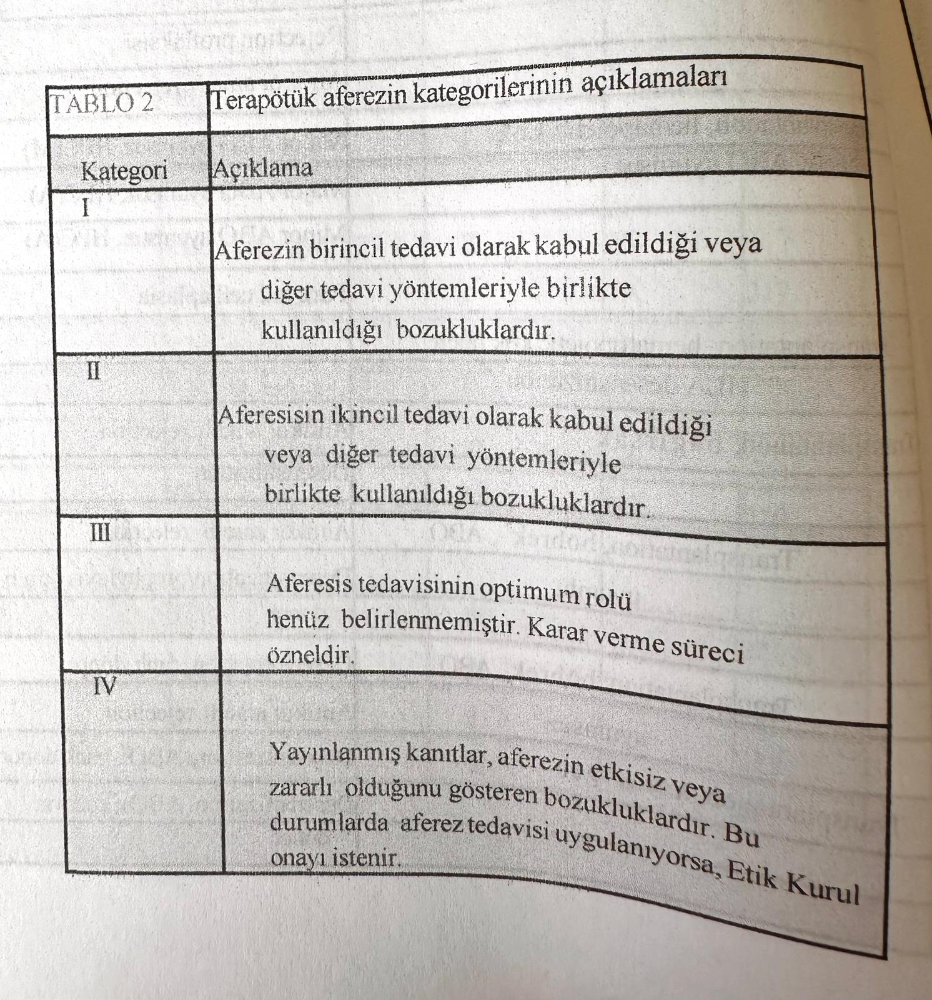 TABLO 2
Terapötük aferezin kategorilerinin açıklamaları
Kategori
Açıklama
I
Aferezin birincil tedavi olarak kabul edildiği veya
diğer tedavi yöntemleriyle birlikte
kullanıldığı bozukluklardır.
II
Aferesisin ikincil tedavi olarak kabul edildiği
veya diğer tedavi yöntemleriyle
birlikte kullanıldığı bozukluklardır.
III
Aferesis tedavisinin optimum rolü
henüz belirlenmemiştir. Karar verme süreci
özneldir.
IV
Yayınlanmış kanıtlar, aferezin etkisiz veya
zararlı olduğunu gösteren bozukluklardır. Bu
durumlarda aferez tedavisi uygulanıyorsa, Etik Kurul
onayı istenir.